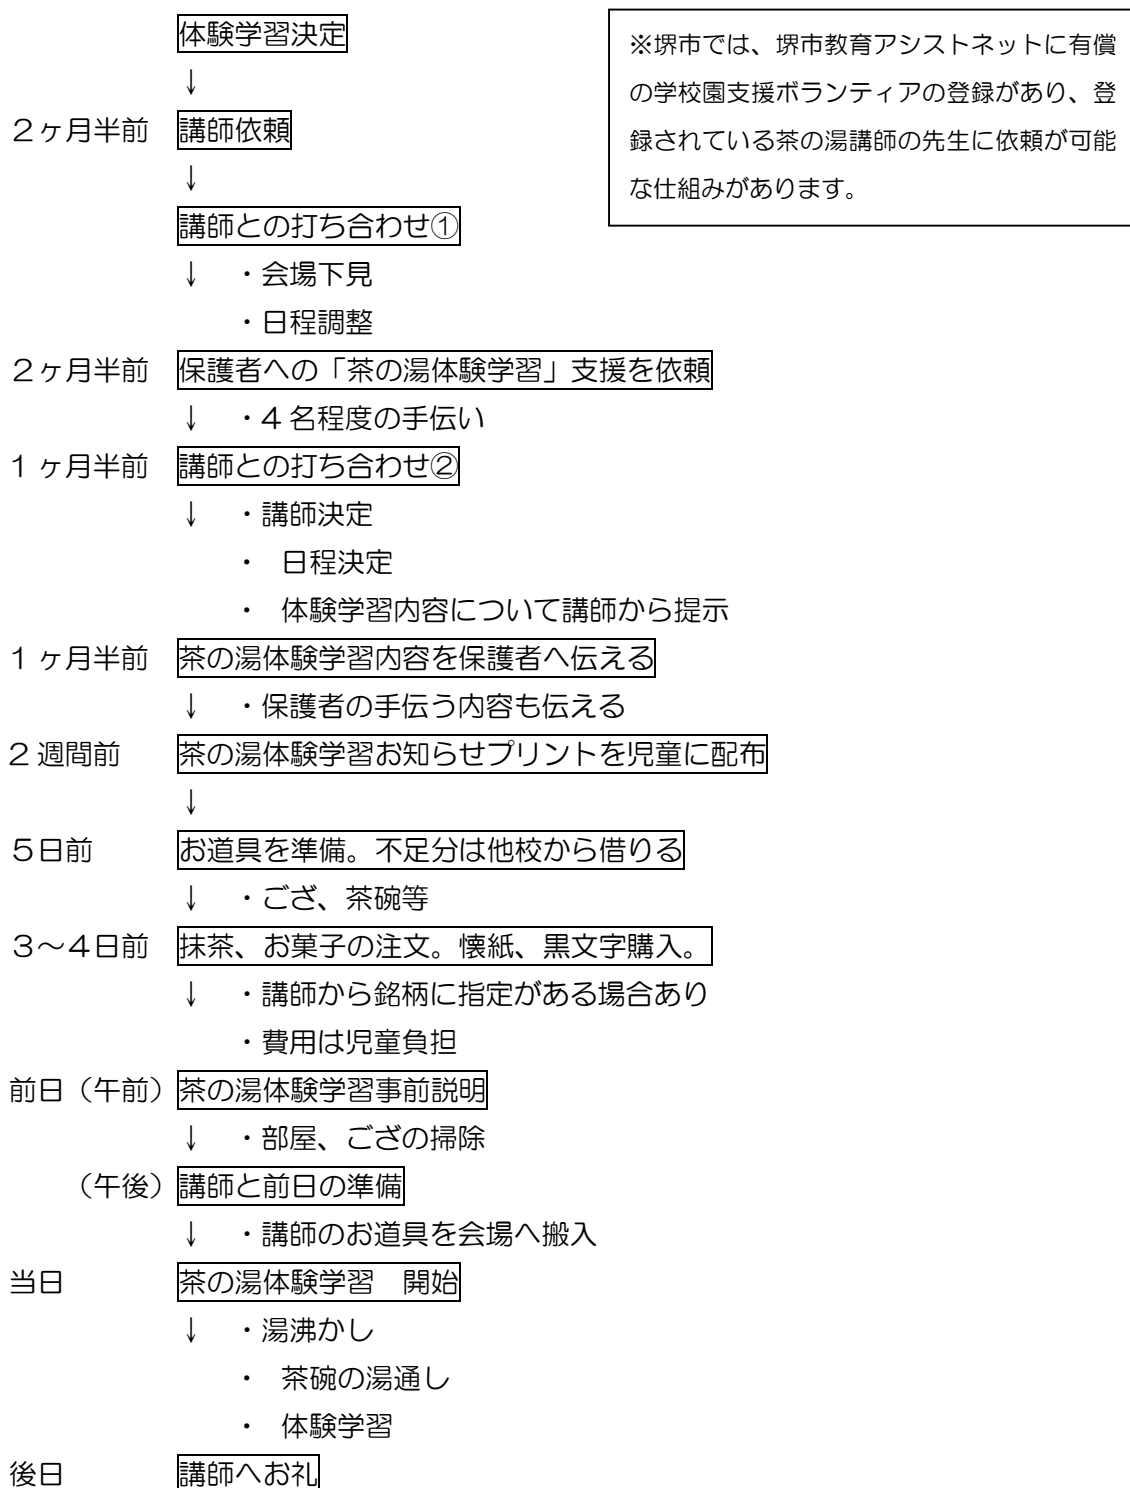 体験学習決定
↓
２ヶ月半前　講師依頼
↓
講師との打ち合わせ①
↓　・会場下見
・日程調整
※堺市では、堺市教育アシストネットに有償
の学校園支援ボランティアの登録があり、登
録されている茶の湯講師の先生に依頼が可能
な仕組みがあります。
２ヶ月半前　保護者への「茶の湯体験学習」支援を依頼
↓　・4 名程度の手伝い
1 ヶ月半前　講師との打ち合わせ②
↓　・講師決定
・　日程決定
・　体験学習内容について講師から提示
1 ヶ月半前　茶の湯体験学習内容を保護者へ伝える
↓　・保護者の手伝う内容も伝える
2 週間前　茶の湯体験学習お知らせプリントを児童に配布
↓
５日前　お道具を準備。不足分は他校から借りる
↓　・ござ、茶碗等
３～４日前　抹茶、お菓子の注文。懐紙、黒文字購入。
↓　・講師から銘柄に指定がある場合あり
・費用は児童負担
前日（午前）茶の湯体験学習事前説明
↓　・部屋、ござの掃除
（午後）講師と前日の準備
↓　・講師のお道具を会場へ搬入
当日　茶の湯体験学習　開始
↓　・湯沸かし
・　茶碗の湯通し
・　体験学習
後日　講師へお礼